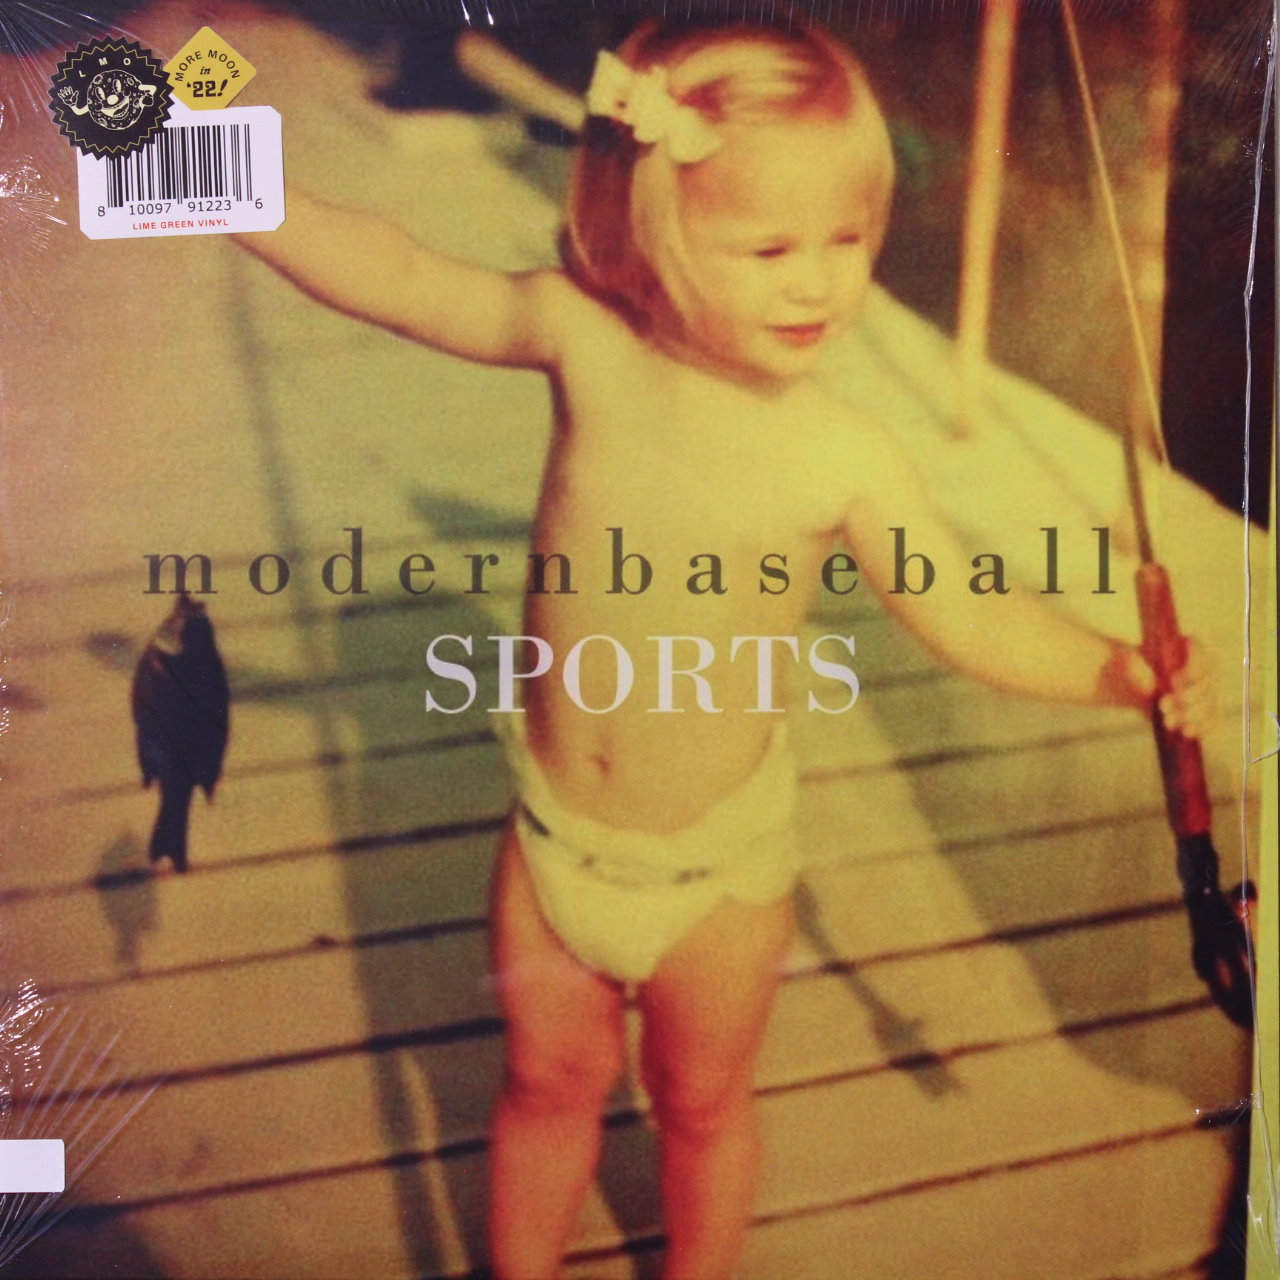 LMO
MORE MOON
in
'22!
8 10097 91223 6
LIME GREEN VINYL
modernbaseball
SPORTS